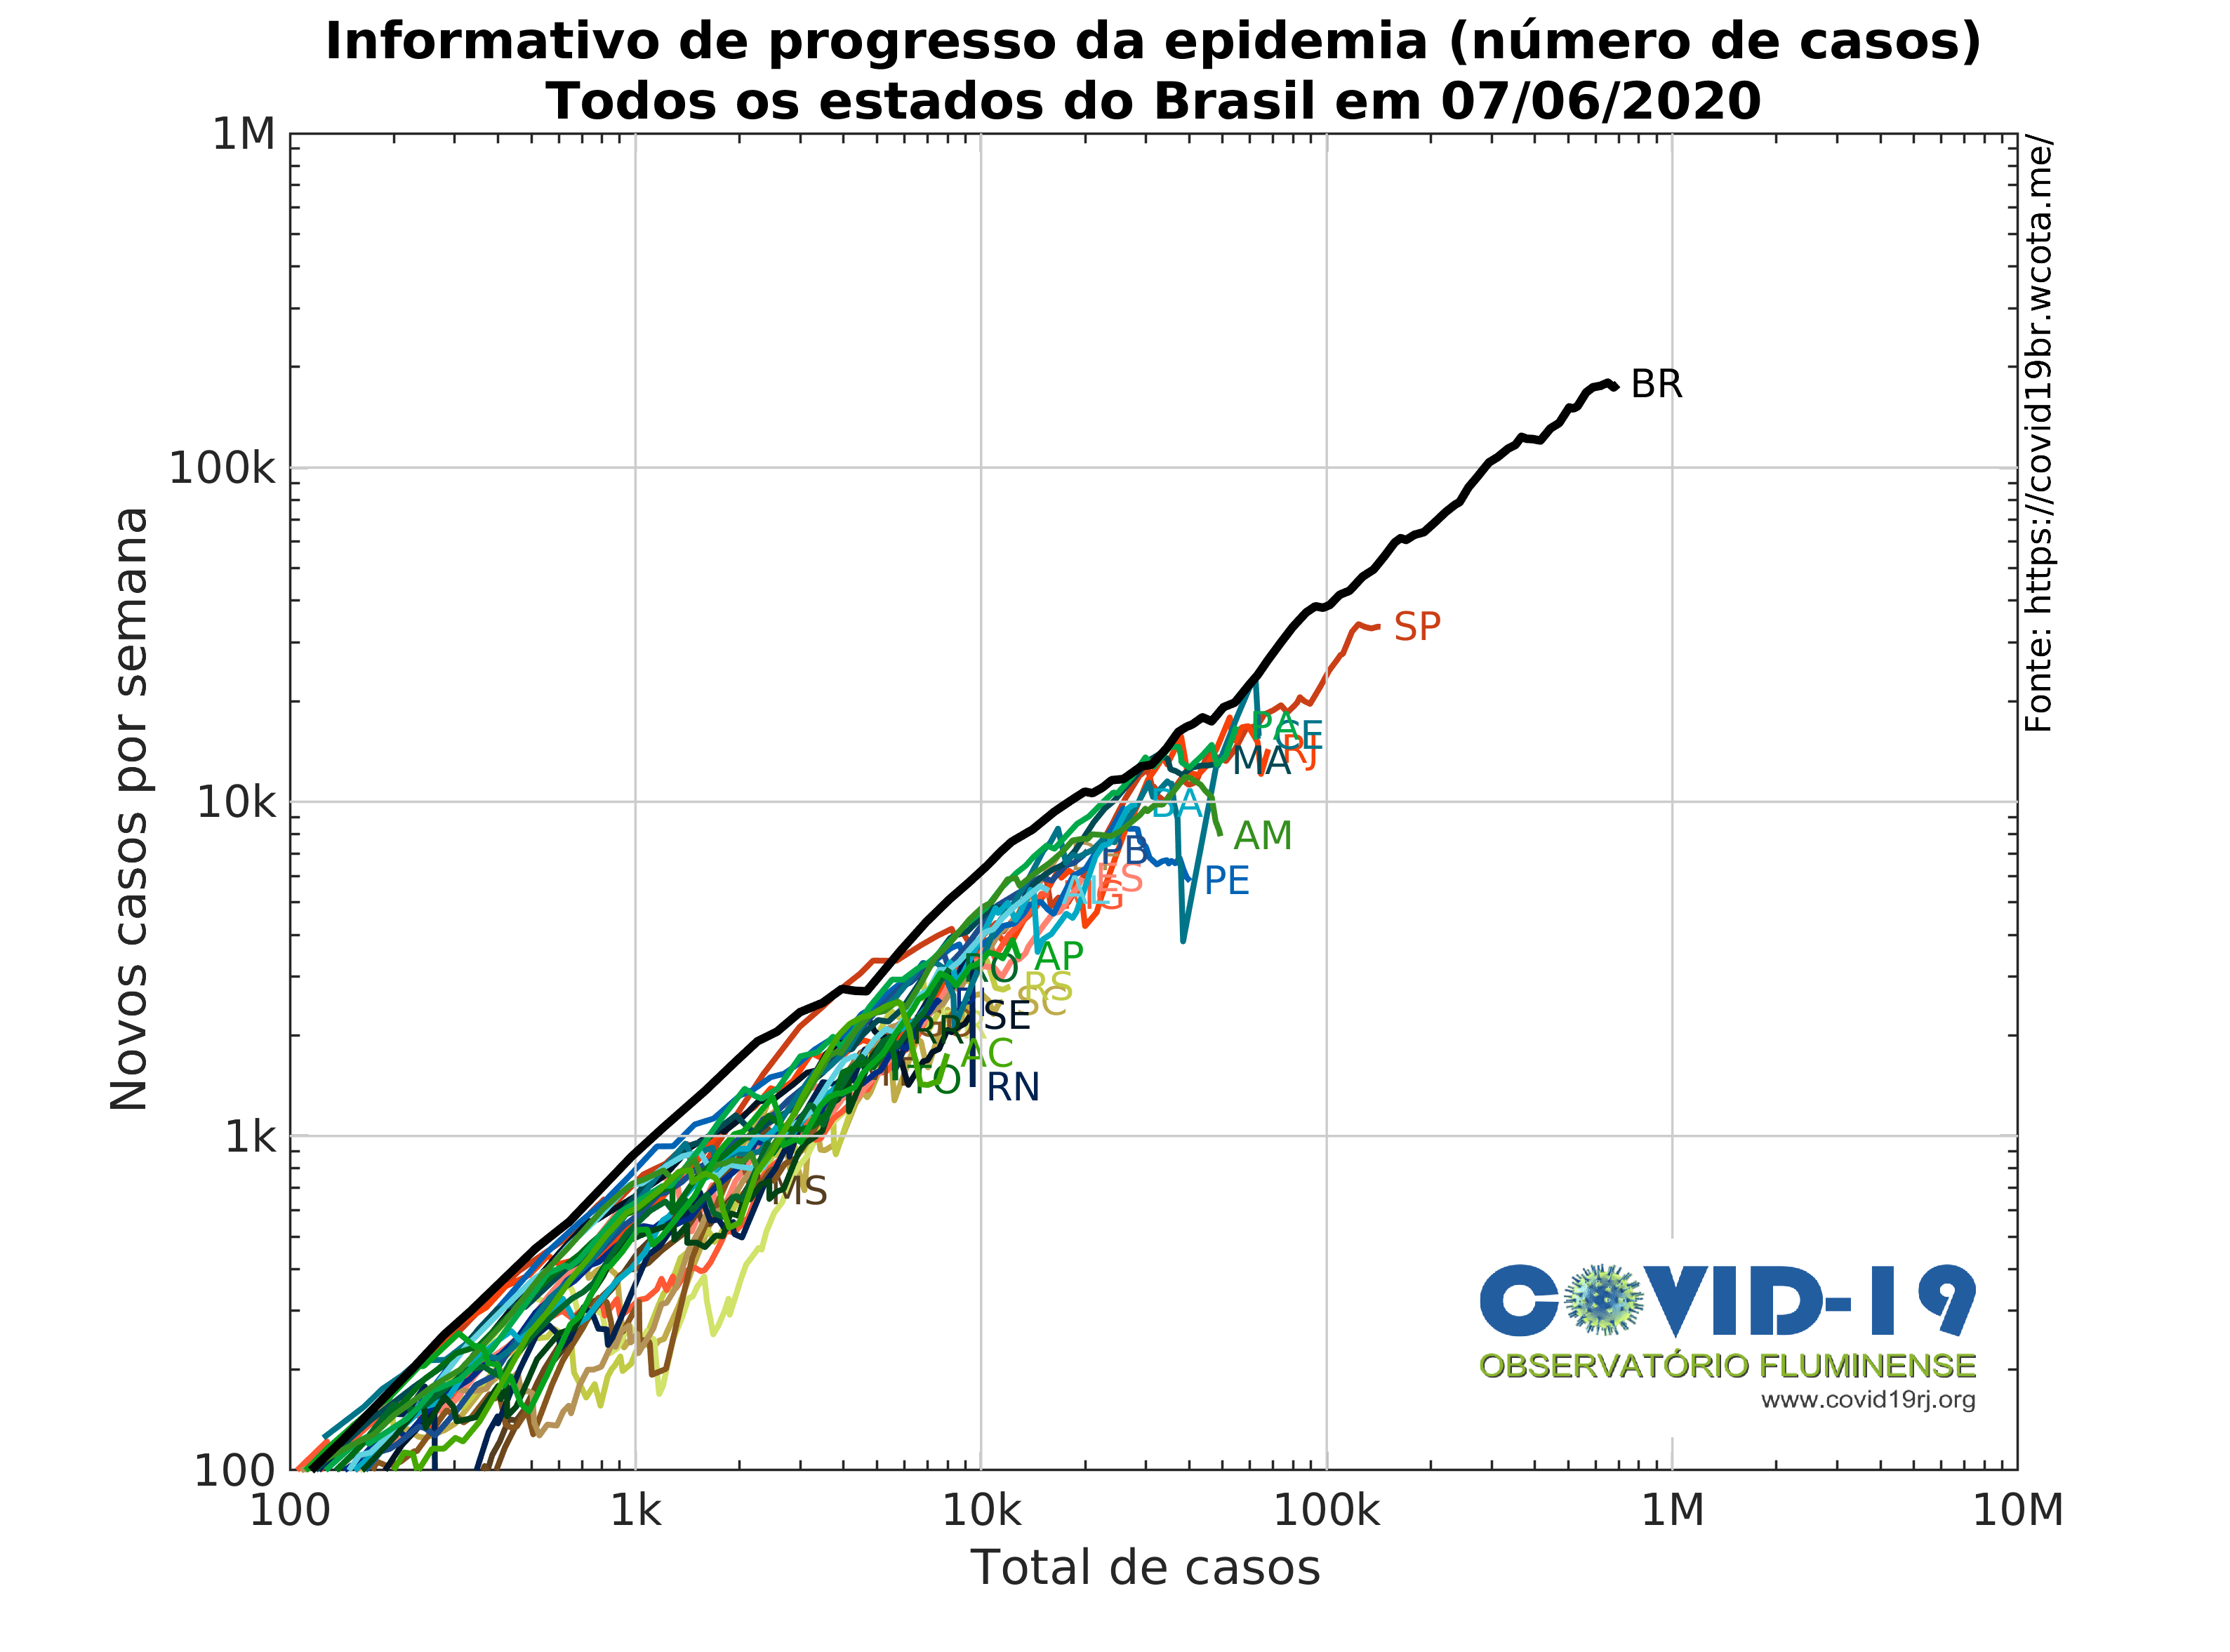 Informativo de progresso da epidemia (número de casos)
Todos os estados do Brasil em 07/06/2020
1M
100k
10k
1k
100
Novos casos por semana
100
1k
10k
100k
1M
10M
Total de casos
Fonte: https://covid19br.wcota.me/
BR
SP
PA
CE
RJ
MA
BA
AM
PB
PE
ES
AL
MG
AP
RO
RS
SC
SE
RR
AC
TO
RN
MS
COVID-19
OBSERVATÓRIO FLUMINENSE
www.covid19rj.org